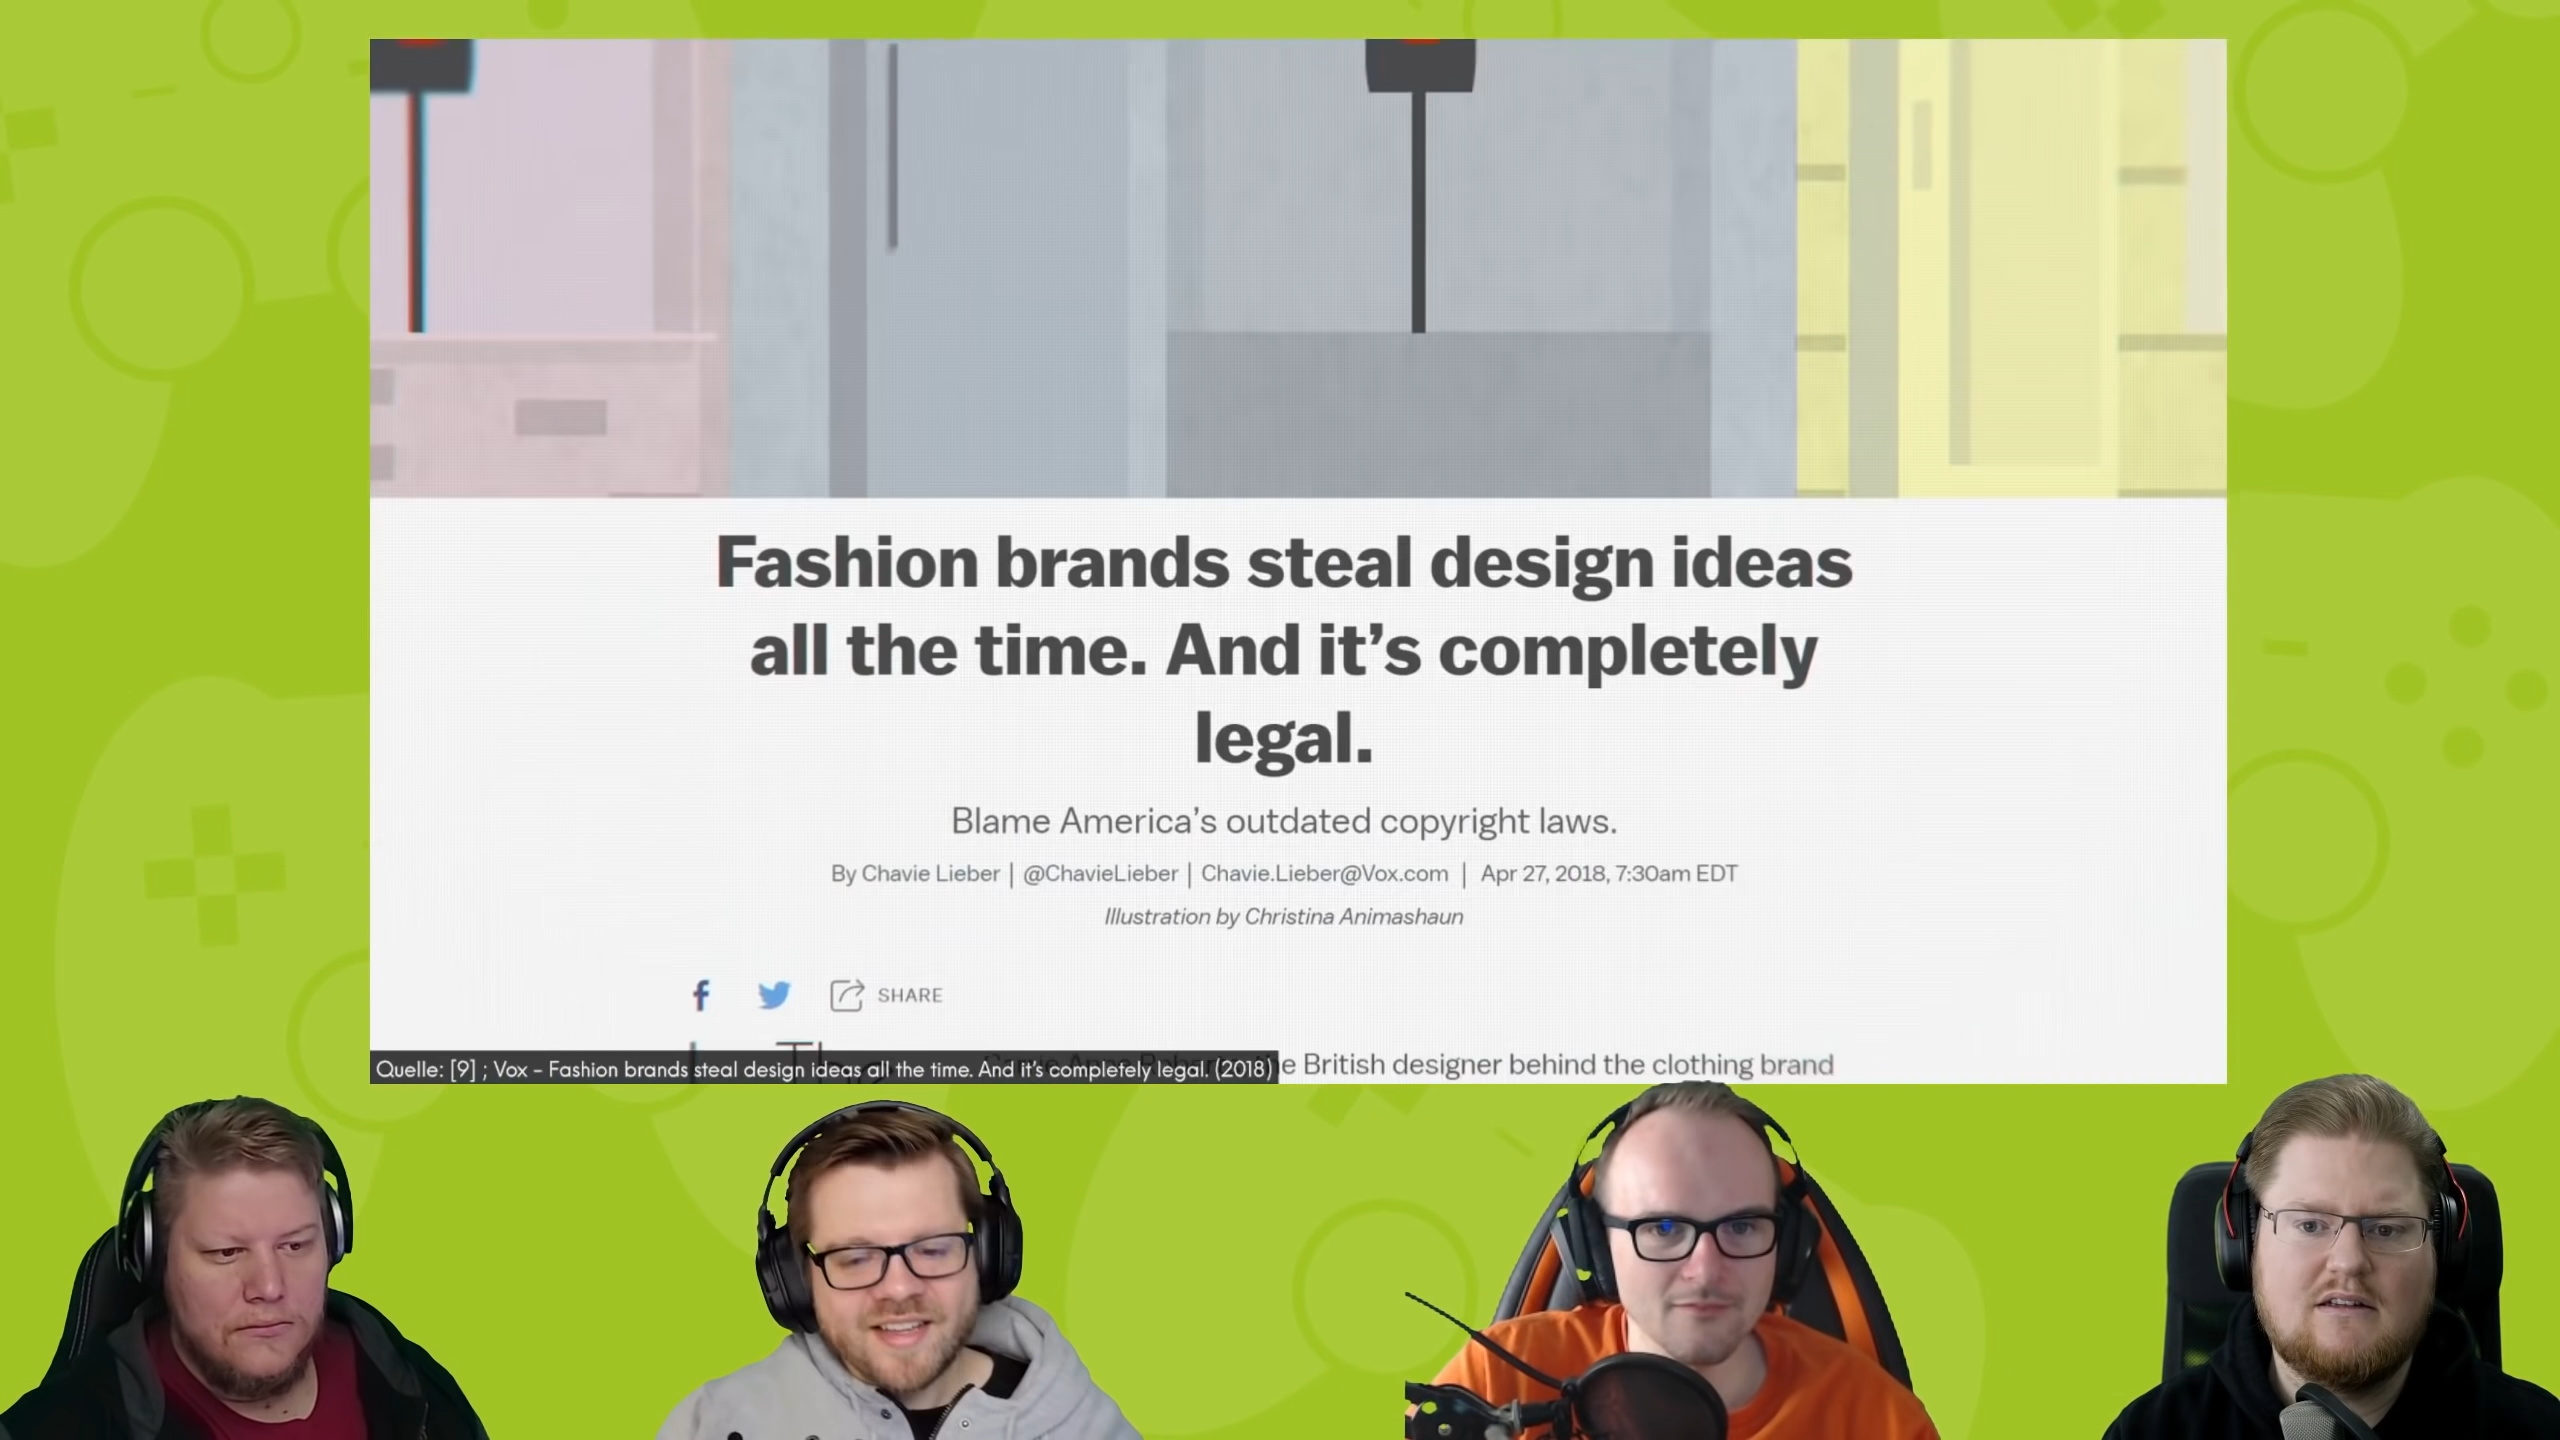 Fashion brands steal design ideas
all the time. And it's completely
legal.
Blame America's outdated copyright laws.
By Chavie Lieber | @ChavieLieber | Chavie.Lieber@Vox.com | Apr 27, 2018, 7:30am EDT
Illustration by Christina Animashaun
f SHARE
the British designer behind the clothing brand
Quelle: [9] ; Vox – Fashion brands steal design ideas all the time. And it's completely legal. (2018)